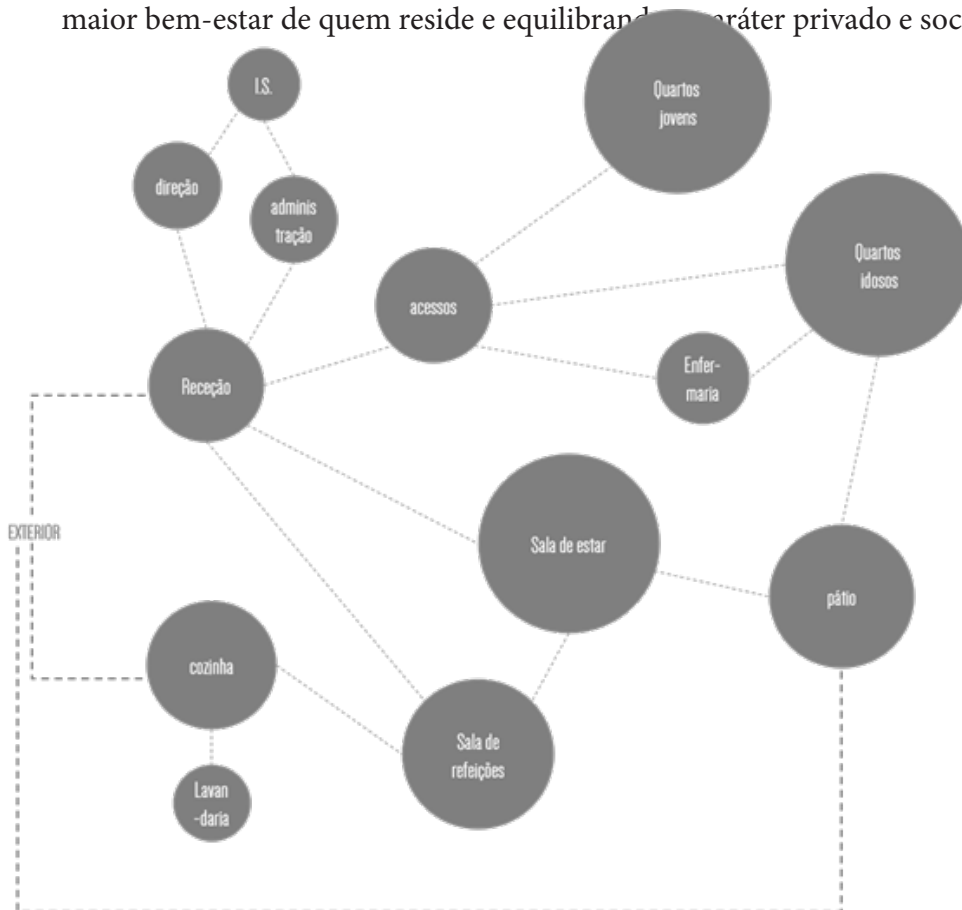 maior bem-estar de quem reside e equilibrand aráter privado e soc
I.S.
Quartos
jovens
direção
adminis
tração
Quartos
idosos
acessos
Enfer-
maria
Receção
EXTERIOR
Sala de estar
pátio
cozinha
Sala de
refeições
Lavan
-daria